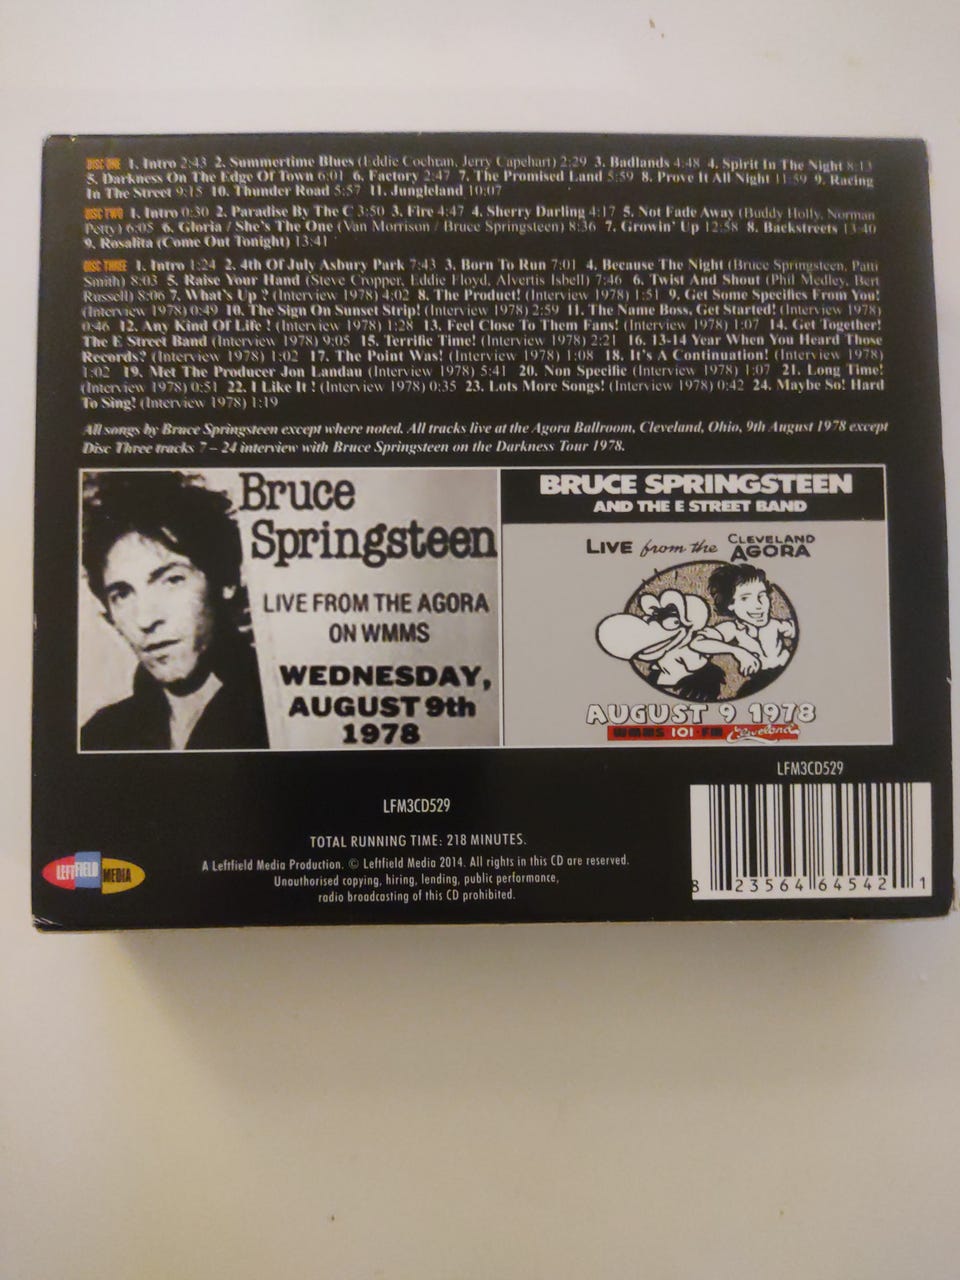 DISC ONE 1. Intro 2:43 2. Summertime Blues (Eddie Cochran, Jerry Capehart) 2:29 3. Badlands 4:48 4. Spirit In The Night 8:13
5. Darkness On The Edge Of Town 6:01 6. Factory 2:47 7. The Promised Land 5:59 8. Prove It All Night 11:59 9. Racing
In The Street 9:15 10. Thunder Road 5:57 11. Jungleland 10:07
DISC TWO 1. Intro 0:30 2. Paradise By The C 3:50 3. Fire 4:47 4. Sherry Darling 4:17 5. Not Fade Away (Buddy Holly, Norman
Petty) 6:05 6. Gloria / She's The One (Van Morrison / Bruce Springsteen) 8:36 7. Growin' Up 12:58 8. Backstreets 13:40
9. Rosalita (Come Out Tonight) 13:41
DISC THREE 1. Intro 1:24 2. 4th Of July Asbury Park 7:43 3. Born To Run 7:01 4. Because The Night (Bruce Springsteen, Patti
Smith) 8:03 5. Raise Your Hand (Steve Cropper, Eddie Floyd, Alvertis Isbell) 7:46 6. Twist And Shout (Phil Medley, Bert
Russell) 8:06 7. What's Up ? (Interview 1978) 4:02 8. The Product! (Interview 1978) 1:51 9. Get Some Specifics From You!
(Interview 1978) 0:49 10. The Sign On Sunset Strip! (Interview 1978) 2:59 11. The Name Boss, Get Started! (Interview 1978)
0:46 12. Any Kind Of Life ! (Interview 1978) 1:28 13. Feel Close To Them Fans! (Interview 1978) 1:07 14. Get Together!
The E Street Band (Interview 1978) 9:05 15. Terrific Time! (Interview 1978) 2:21 16. 13-14 Year When You Heard Those
Records? (Interview 1978) 1:02 17. The Point Was! (Interview 1978) 1:08 18. It's A Continuation! (Interview 1978)
1:02 19. Met The Producer Jon Landau (Interview 1978) 5:41 20. Non Specific (Interview 1978) 1:07 21. Long Time!
(Interview 1978) 0:51 22. I Like It ! (Interview 1978) 0:35 23. Lots More Songs! (Interview 1978) 0:42 24. Maybe So! Hard
To Sing! (Interview 1978) 1:19
All songs by Bruce Springsteen except where noted. All tracks live at the Agora Ballroom, Cleveland, Ohio, 9th August 1978 except
Disc Three tracks 7 – 24 interview with Bruce Springsteen on the Darkness Tour 1978.
Bruce
Springsteen
LIVE FROM THE AGORA
ON WMMS
WEDNESDAY,
AUGUST 9th
1978
BRUCE SPRINGSTEEN
AND THE E STREET BAND
LIVE from the CLEVELAND
AGORA
AUGUST 9 1978
WMMS 101·FM Cleveland
LFM3CD529
LFM3CD529
TOTAL RUNNING TIME: 218 MINUTES.
A Leftfield Media Production. © Leftfield Media 2014. All rights in this CD are reserved.
Unauthorised copying, hiring, lending, public performance,
radio broadcasting of this CD prohibited.
LEFTFIELD MEDIA
8 23564 64542 1